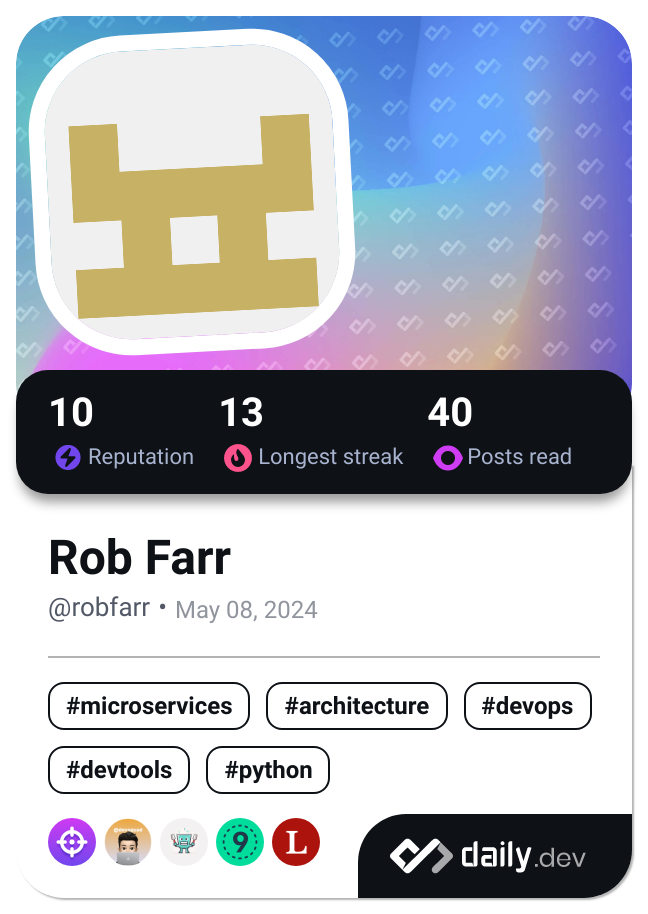 10 13 40
Reputation Longest streak Posts read
Rob Farr
@robfarr • May 08, 2024
#microservices #architecture #devops
#devtools #python
9 L
daily.dev